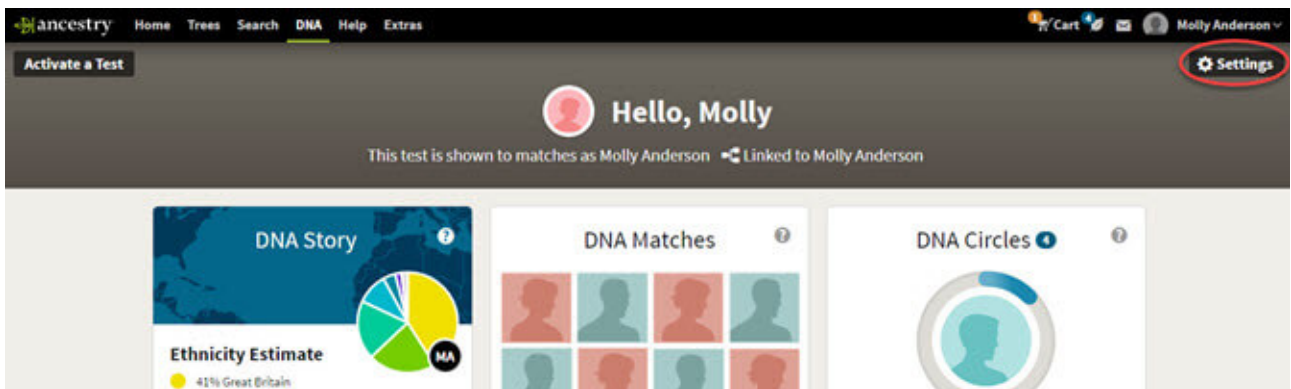 ancestry Home Trees Search DNA Help Extras 1 Cart 4 Molly Anderson
Activate a Test Settings
Hello, Molly
This test is shown to matches as Molly Anderson Linked to Molly Anderson
DNA Story ? DNA Matches ? DNA Circles 4 ?
MA
Ethnicity Estimate
41% Great Britain